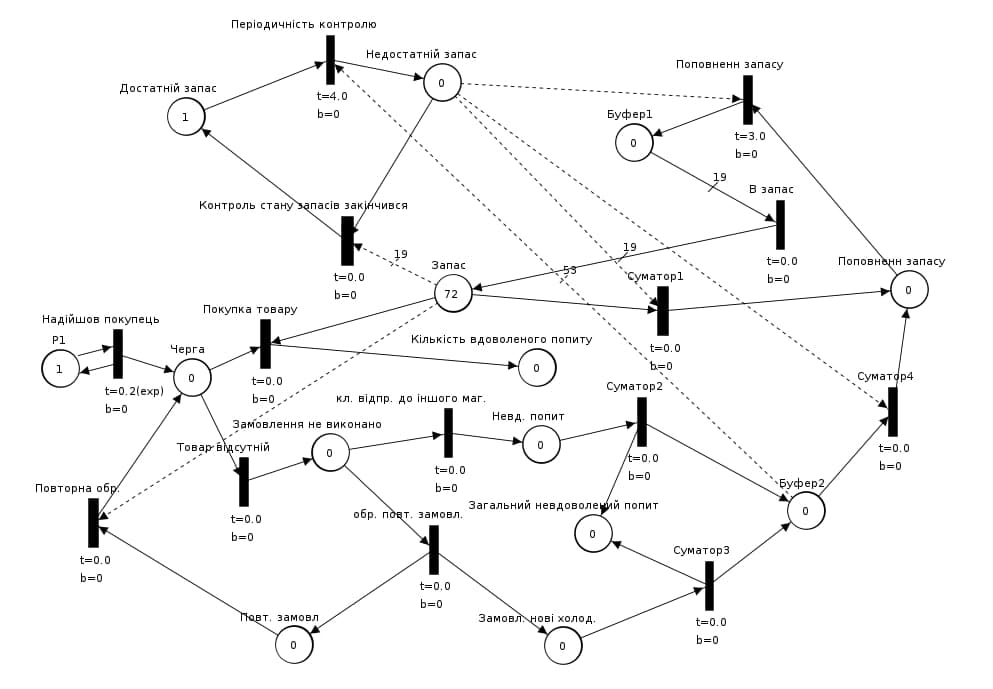 Періодичність контролю
t=4.0
b=0
Недостатній запас
0
Достатній запас
1
Поповненн запасу
t=3.0
b=0
Буфер1
0
19
В запас
t=0.0
b=0
Контроль стану запасів закінчився
t=0.0
b=0
19
Запас
72
19
53
Суматор1
t=0.0
b=0
Поповненн запасу
0
Надійшов покупець
P1
1
t=0.2(exp)
b=0
Черга
0
Покупка товару
t=0.0
b=0
Кількість вдоволеного попиту
0
Суматор2
t=0.0
b=0
Суматор4
t=0.0
b=0
кл. відпр. до іншого маг.
t=0.0
b=0
Невд. попит
0
Замовлення не виконано
0
Товар відсутній
t=0.0
b=0
Повторна обр.
t=0.0
b=0
обр. повт. замовл.
t=0.0
b=0
Загальний невдоволений попит
0
Буфер2
0
Суматор3
t=0.0
b=0
Повт. замовл
0
Замовл. нові холод.
0